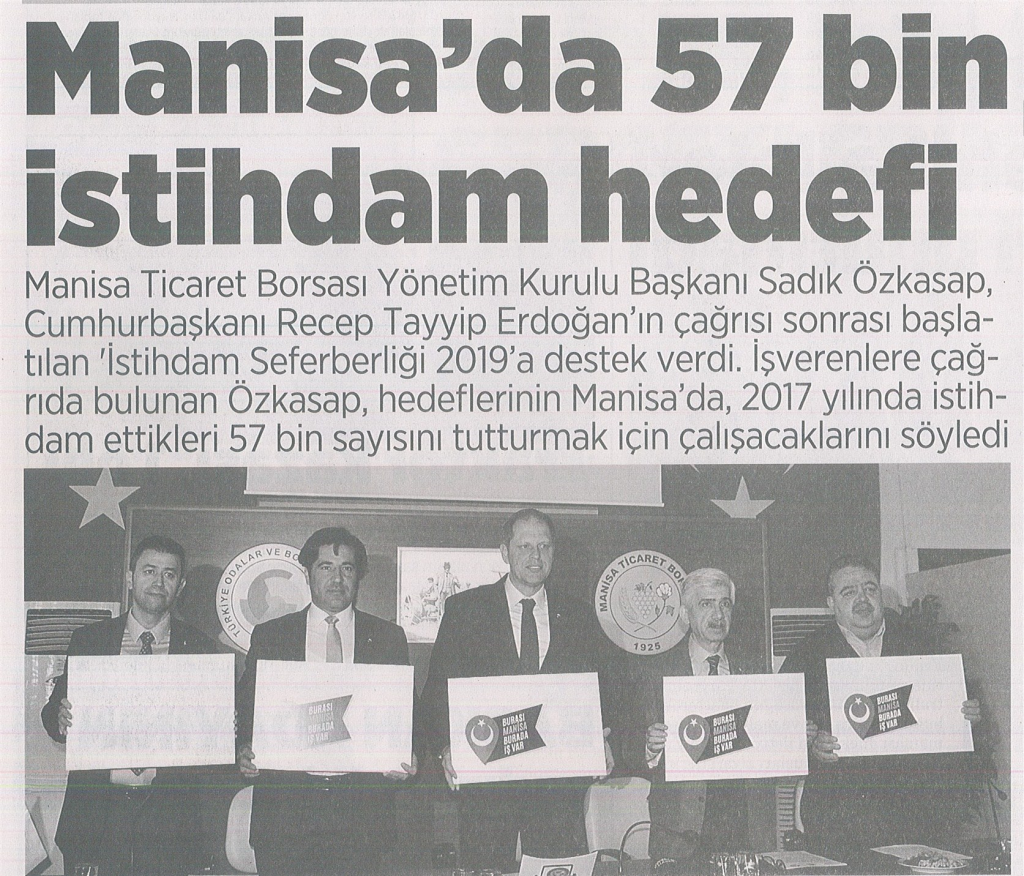 Manisa’da 57 bin
istihdam hedefi
Manisa Ticaret Borsası Yönetim Kurulu Başkanı Sadık Özkasap,
Cumhurbaşkanı Recep Tayyip Erdoğan’ın çağrısı sonrası başla-
tılan 'İstihdam Seferberliği 2019’a destek verdi. İşverenlere çağ-
rıda bulunan Özkasap, hedeflerinin Manisa’da, 2017 yılında istih-
dam ettikleri 57 bin sayısını tutturmak için çalışacaklarını söyledi
TÜRKİYE ODALAR VE BO
MANİSA TİCARET BOR
1925
BURASI
MANİSA
BURADA
İŞ VAR
BURASI
MANİSA
BURADA
İŞ VAR
BURASI
MANİSA
BURADA
İŞ VAR
BURASI
MANİSA
BURADA
İŞ VAR